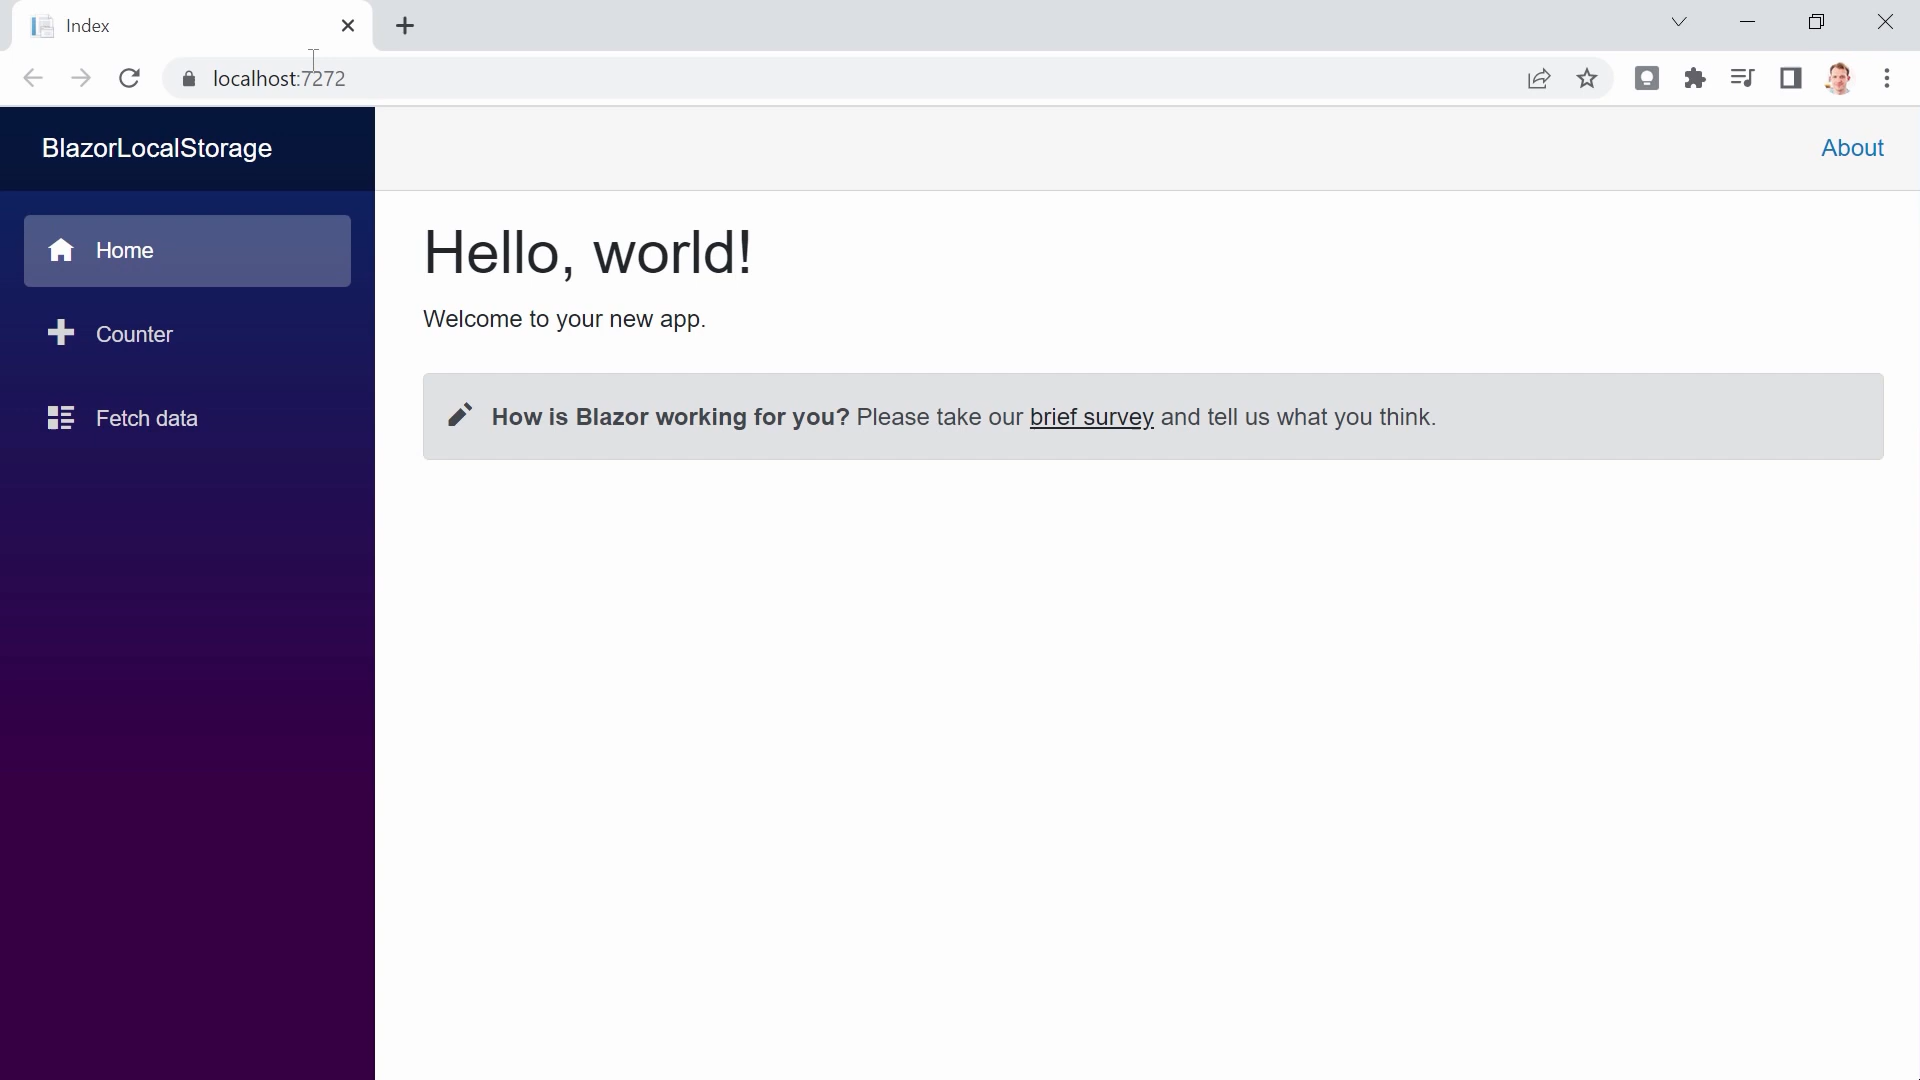 Index
localhost:7272
BlazorLocalStorage
About
Home
Counter
Fetch data
Hello, world!
Welcome to your new app.
How is Blazor working for you? Please take our brief survey and tell us what you think.